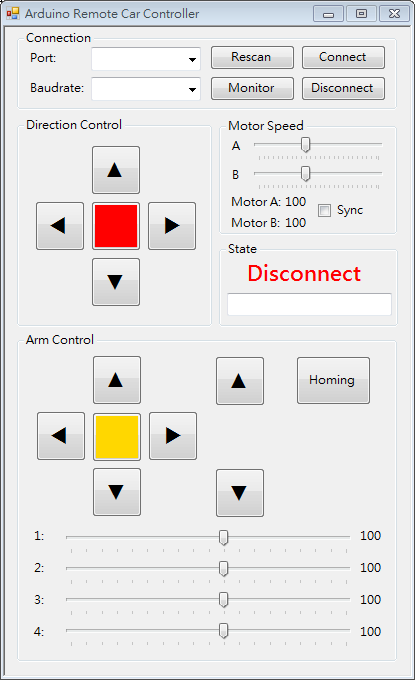 Arduino Remote Car Controller
Connection
Port:
Rescan
Connect
Baudrate:
Monitor
Disconnect
Direction Control
Motor Speed
A
B
Motor A: 100
Motor B: 100
Sync
State
Disconnect
Arm Control
Homing
1: 100
2: 100
3: 100
4: 100